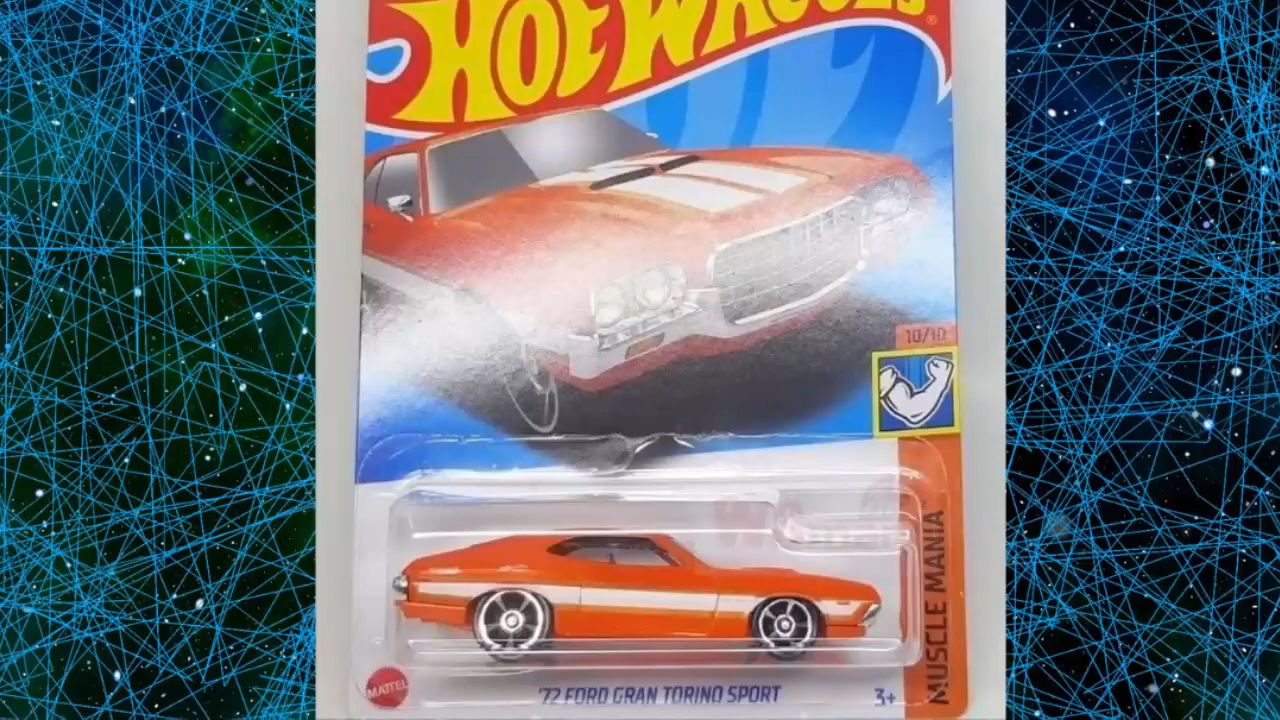 HOT WHEELS
®
10/10
MUSCLE MANIA
MATTEL
'72 FORD GRAN TORINO SPORT
3+